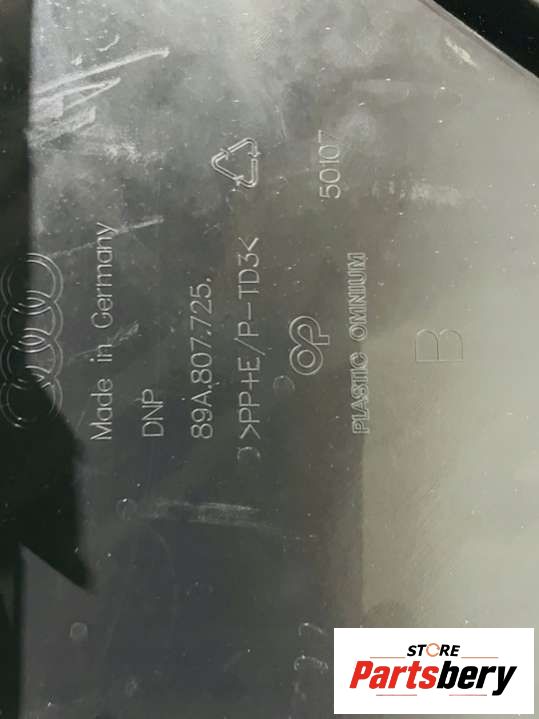 Made in Germany
DNP
89A.807.725.
>PP+E/P-TD3<
50107
PLASTIC OMNIUM
B
STORE
Partsbery